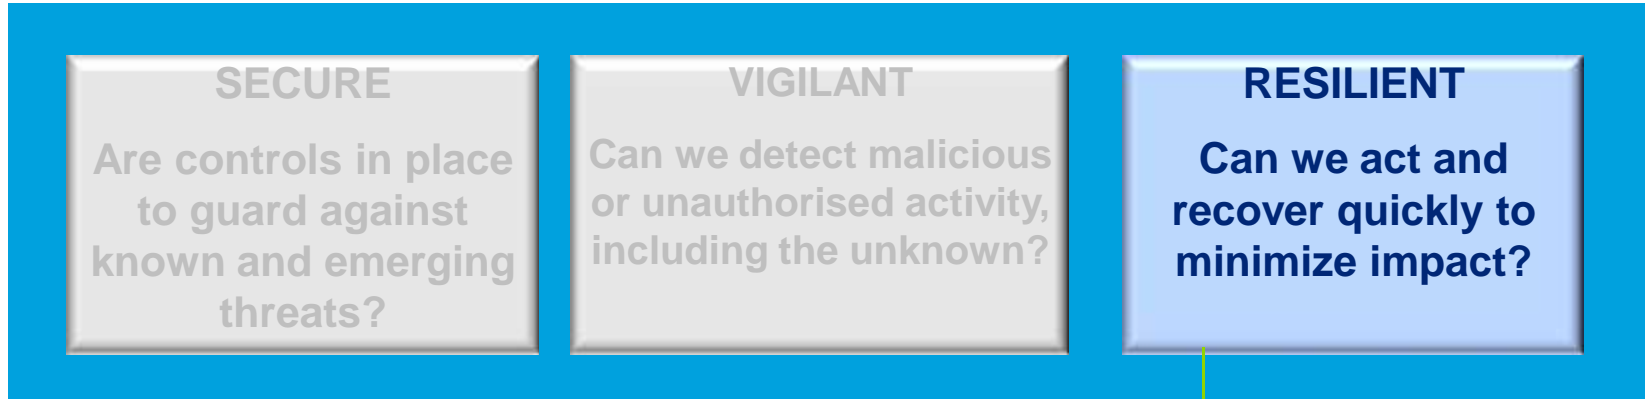 SECURE
Are controls in place
to guard against
known and emerging
threats?
VIGILANT
Can we detect malicious
or unauthorised activity,
including the unknown?
RESILIENT
Can we act and
recover quickly to
minimize impact?